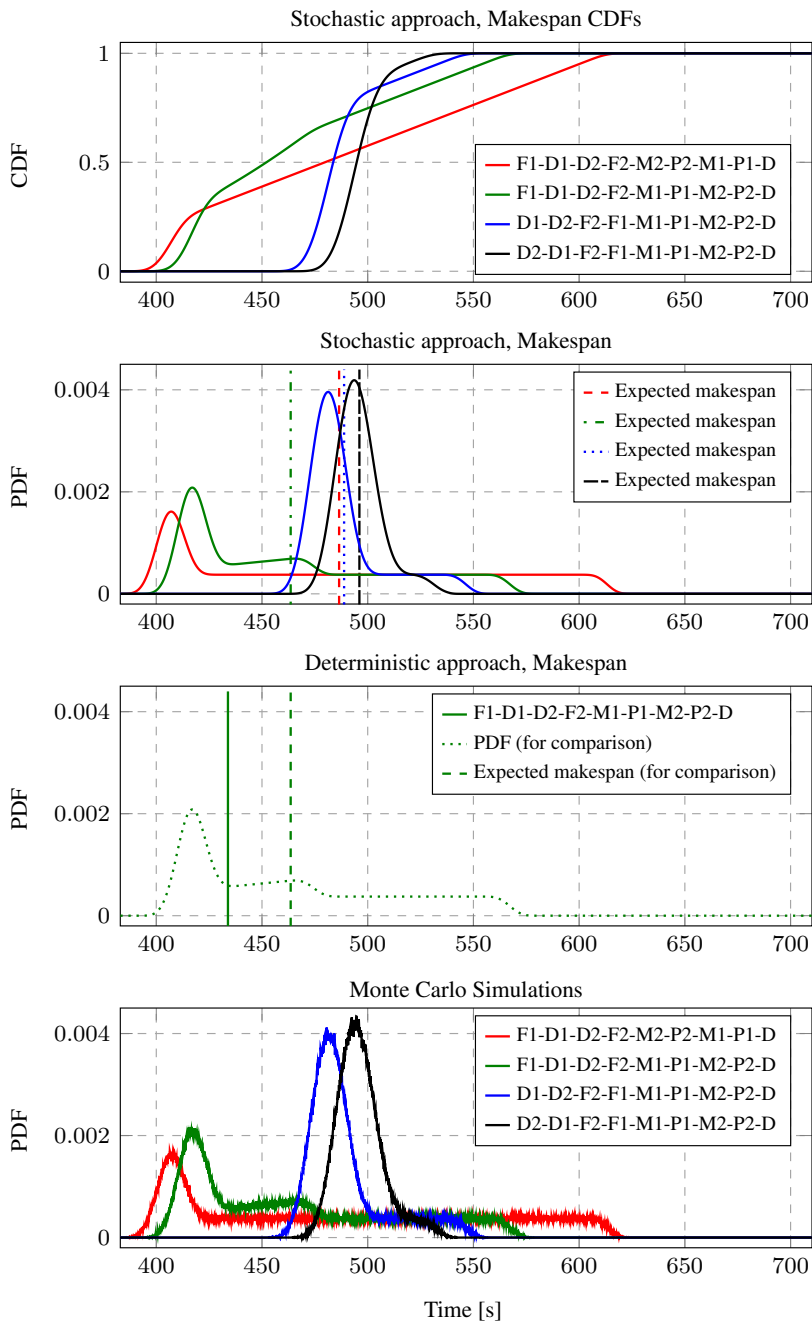 Stochastic approach, Makespan CDFs
CDF
1
0.5
0
F1-D1-D2-F2-M2-P2-M1-P1-D
F1-D1-D2-F2-M1-P1-M2-P2-D
D1-D2-F2-F1-M1-P1-M2-P2-D
D2-D1-F2-F1-M1-P1-M2-P2-D
400 450 500 550 600 650 700
Stochastic approach, Makespan
PDF
0.004
0.002
0
Expected makespan
Expected makespan
Expected makespan
Expected makespan
400 450 500 550 600 650 700
Deterministic approach, Makespan
PDF
0.004
0.002
0
F1-D1-D2-F2-M1-P1-M2-P2-D
PDF (for comparison)
Expected makespan (for comparison)
400 450 500 550 600 650 700
Monte Carlo Simulations
PDF
0.004
0.002
0
F1-D1-D2-F2-M2-P2-M1-P1-D
F1-D1-D2-F2-M1-P1-M2-P2-D
D1-D2-F2-F1-M1-P1-M2-P2-D
D2-D1-F2-F1-M1-P1-M2-P2-D
400 450 500 550 600 650 700
Time [s]